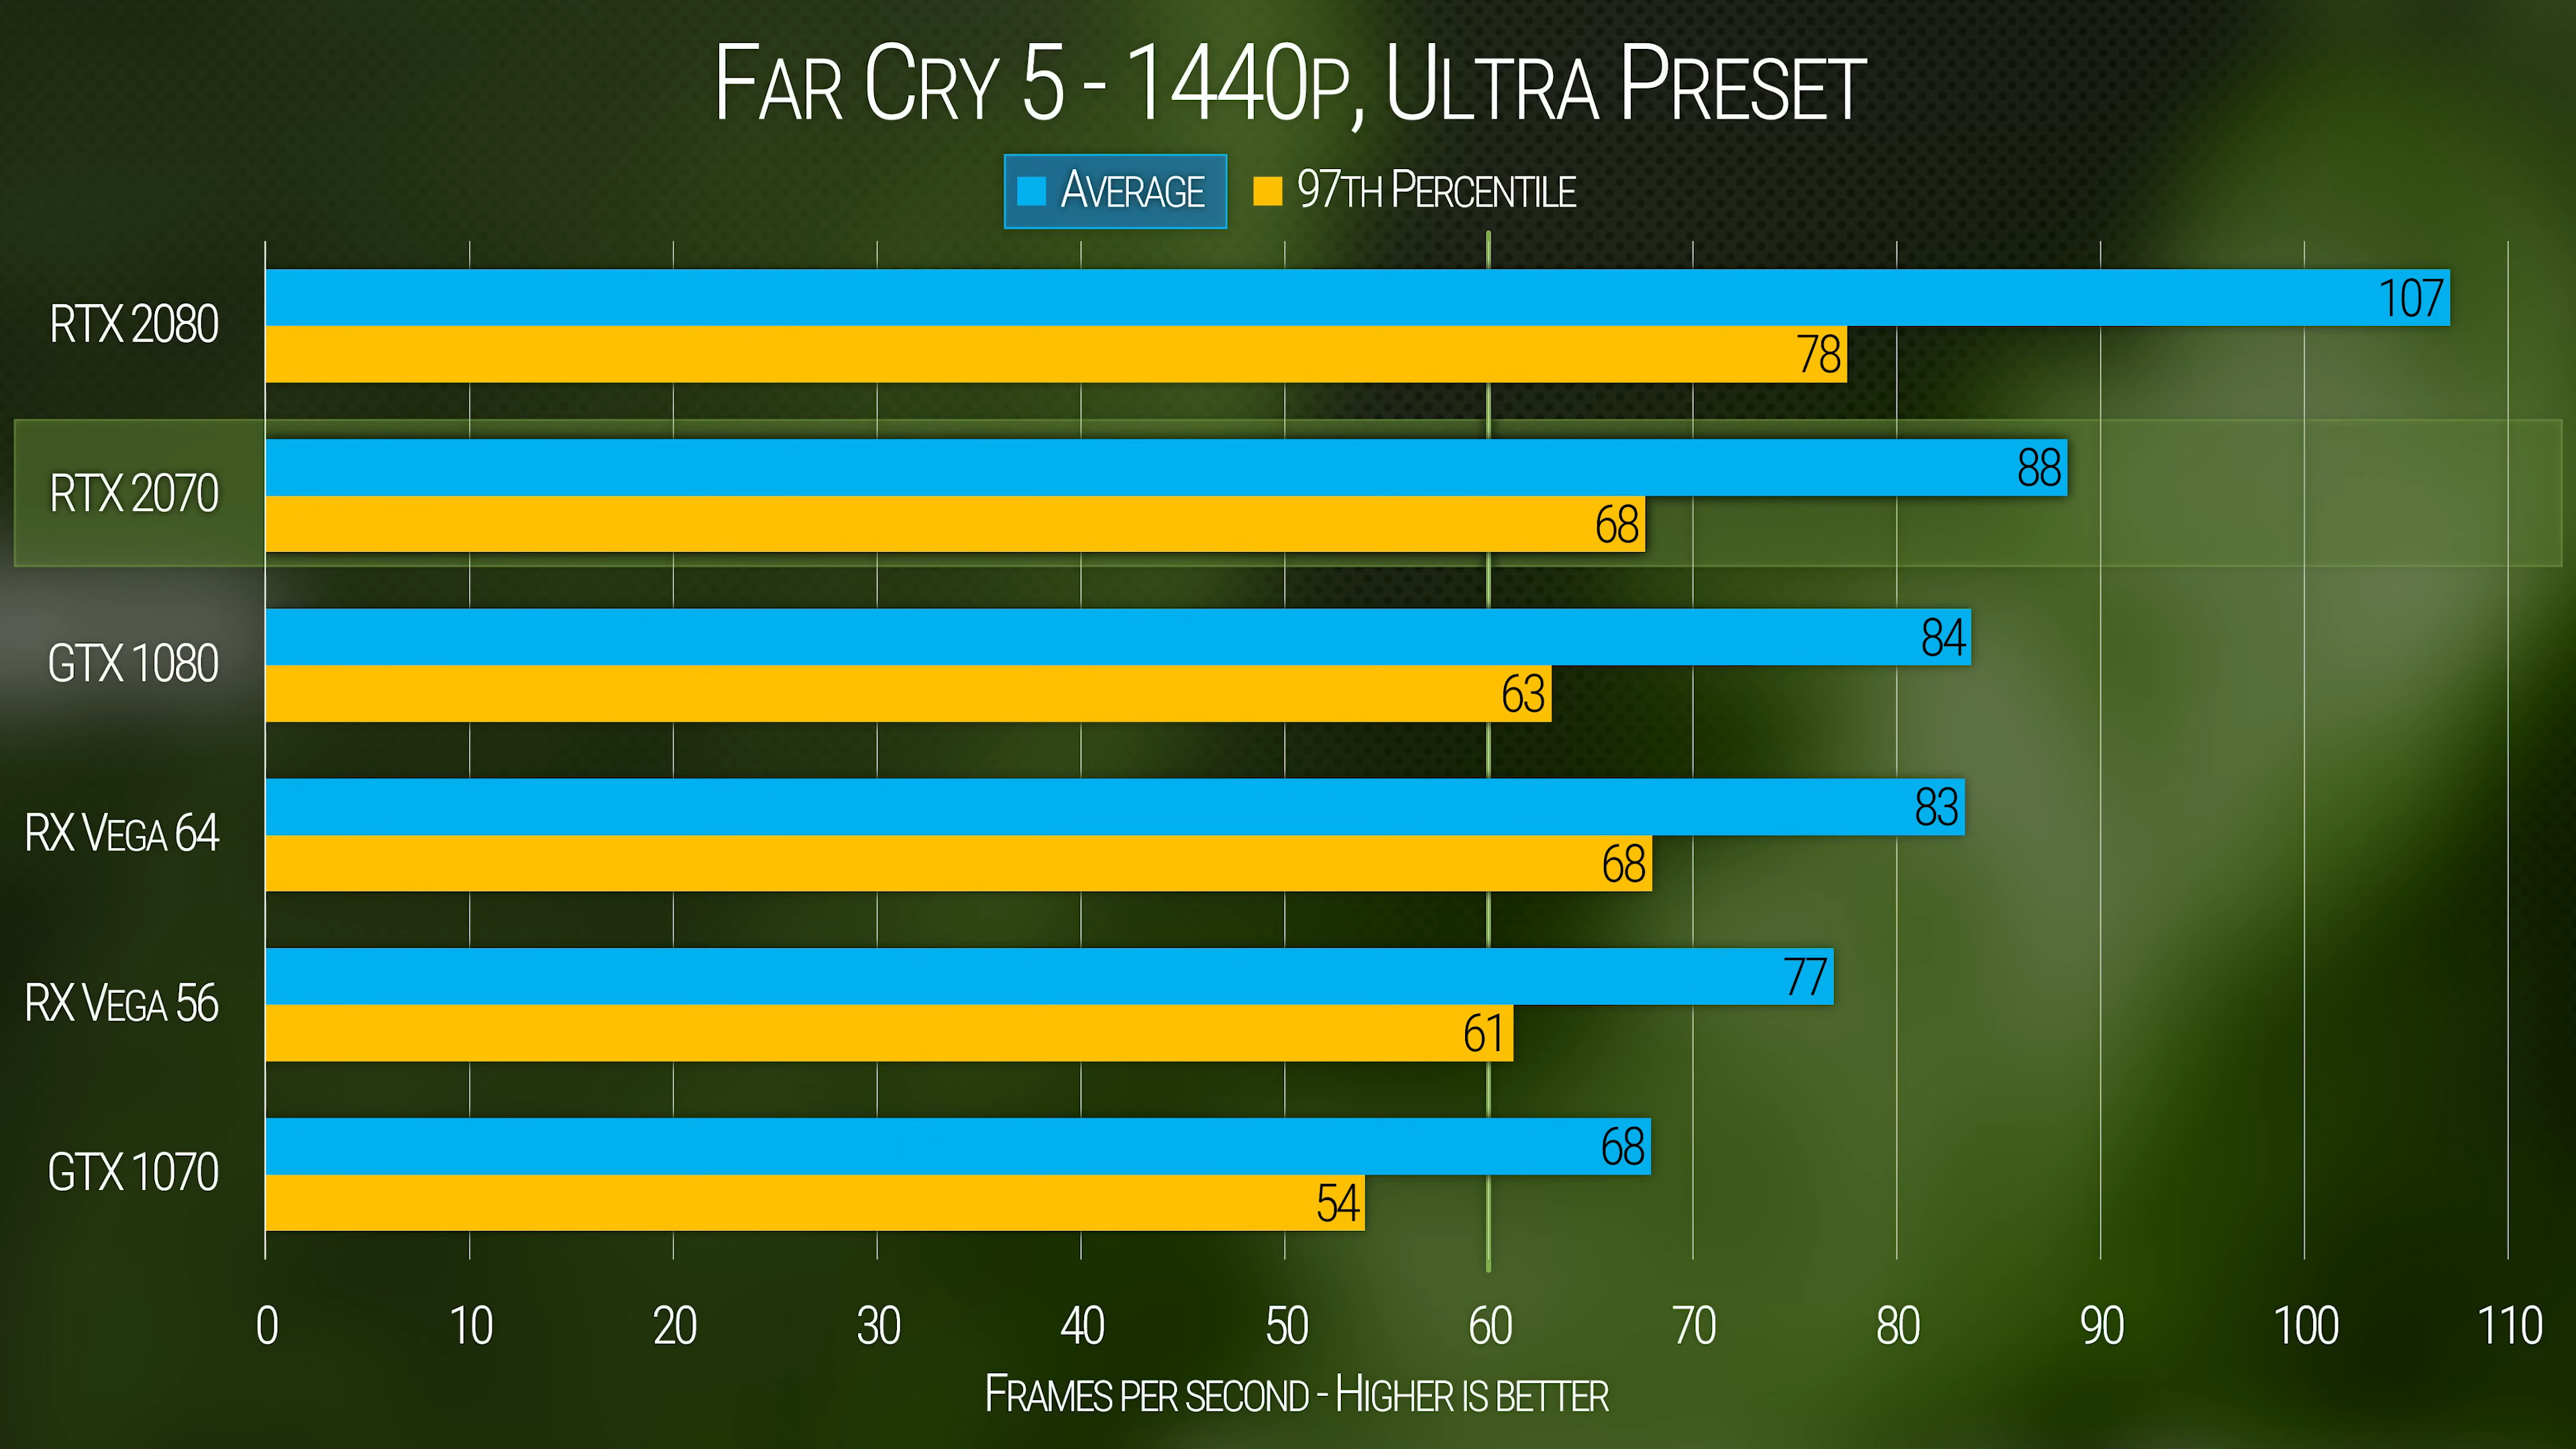 Far Cry 5 - 1440p, Ultra Preset
Average 97th Percentile
RTX 2080
107
78
RTX 2070
88
68
GTX 1080
84
63
RX Vega 64
83
68
RX Vega 56
77
61
GTX 1070
68
54
0 10 20 30 40 50 60 70 80 90 100 110
Frames per second - Higher is better